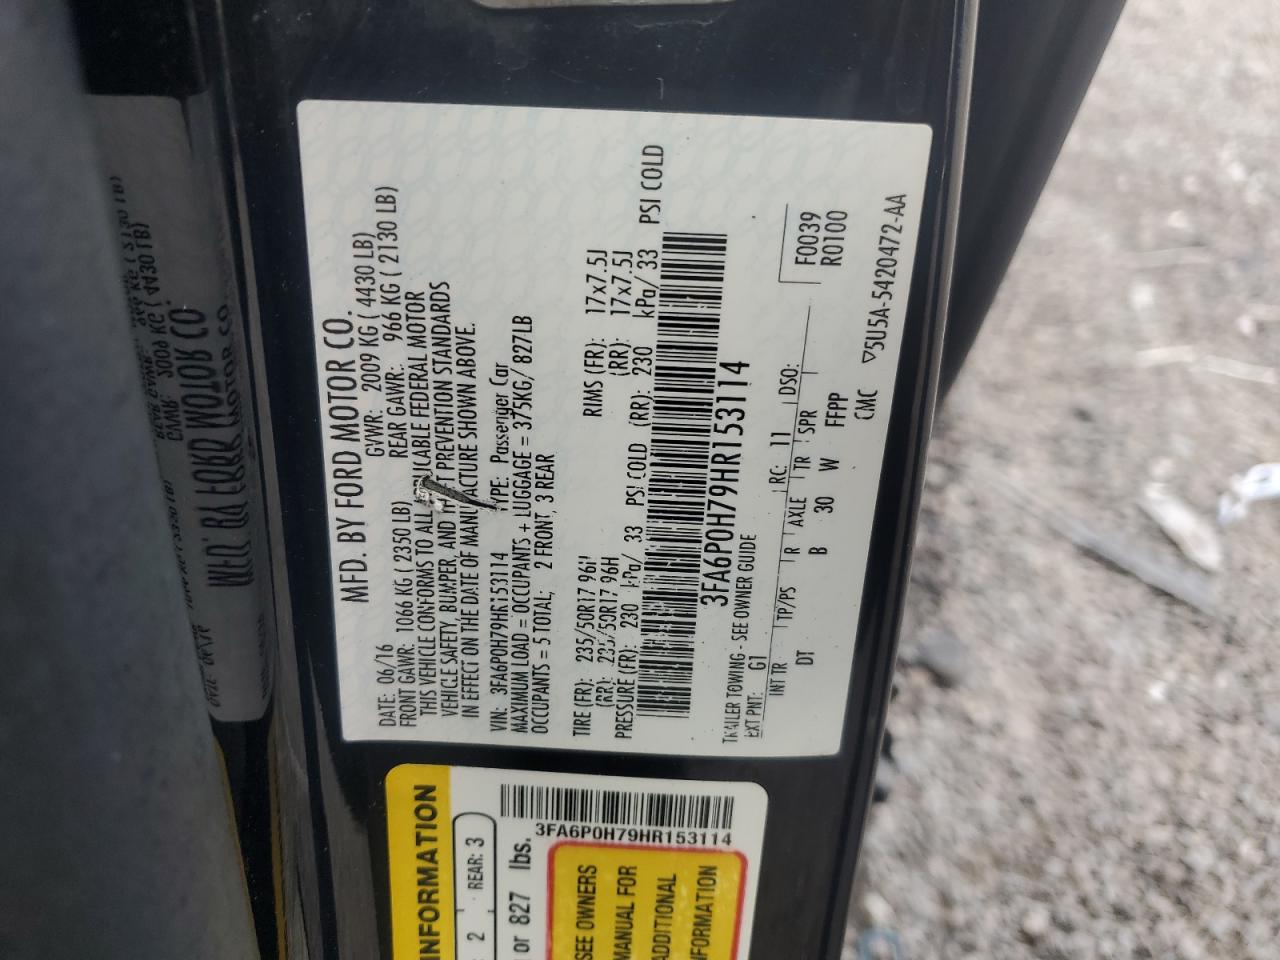 MFD. BY FORD MOTOR CO.
DATE: 06/16 GVWR: 2009 KG ( 4430 LB)
FRONT GAWR: 1066 KG ( 2350 LB) REAR GAWR: 966 KG ( 2130 LB)
THIS VEHICLE CONFORMS TO ALL FEDERAL MOTOR
VEHICLE SAFETY, BUMPER, AND PREVENTION STANDARDS
IN EFFECT ON THE DATE OF MANUFACTURE SHOWN ABOVE.
VIN: 3FA6P0H79HR153114 TYPE: Passenger Car
MAXIMUM LOAD = OCCUPANTS + LUGGAGE = 375KG/ 827LB
OCCUPANTS = 5 TOTAL; 2 FRONT, 3 REAR
TIRE (FR): 235/50R17 96H RIMS (FR): 17x7.5J
(RR): 235/50R17 96H (RR): 17x7.5J
PRESSURE (FR): 230 kPa/ 33 PSI COLD (RR): 230 kPa/ 33 PSI COLD
3FA6P0H79HR153114
TRAILER TOWING - SEE OWNER GUIDE
EXT PNT: G1 RC: 11 DSO: F0039
INT TR TP/PS R AXLE TR SPR R0100
DT B 30 W FFPP
CMC ▽5U5A-5420472-AA
INFORMATION
2 REAR: 3
or 827 lbs.
3FA6P0H79HR153114
SEE OWNERS
MANUAL FOR
ADDITIONAL
INFORMATION